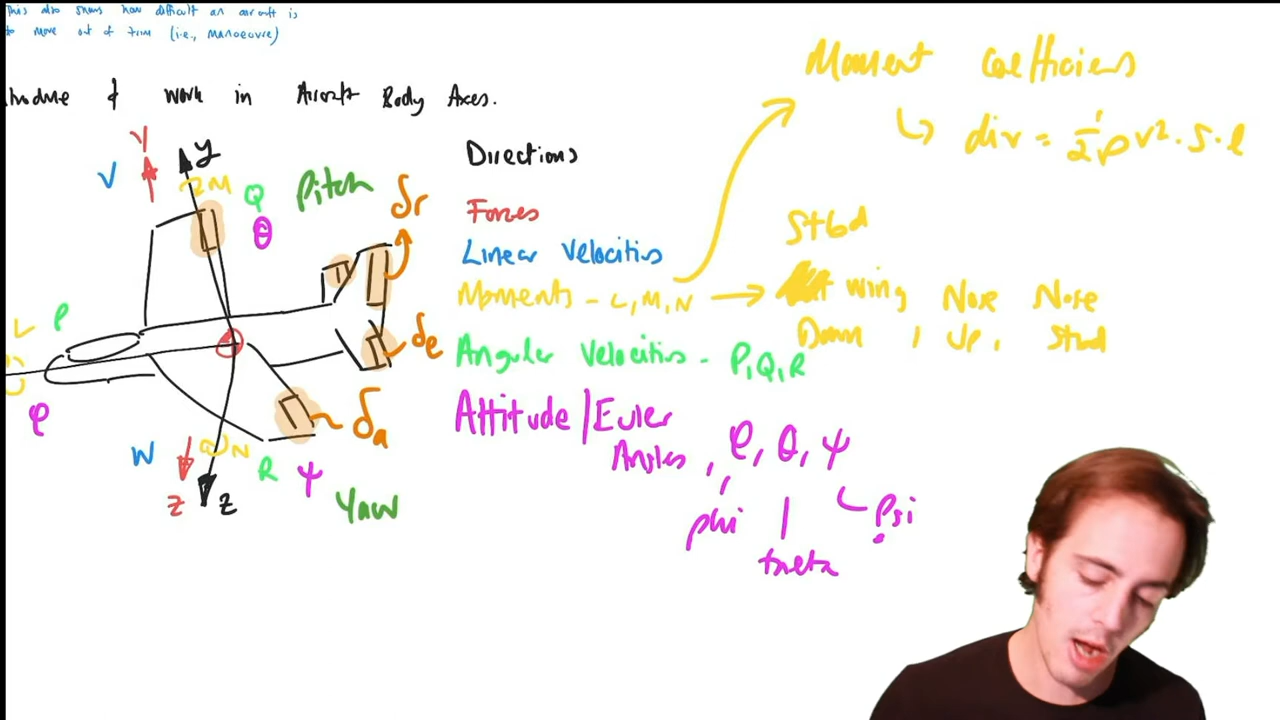 This also shows how difficult an aircraft is
to move out of trim (i.e., manoeuvre)
work in Aircraft Body Axes.
Y
V
y
M
Q
θ
Pitch
δr
P
L
φ
δe
δa
W
Z
Z
N
R
ψ
Yaw
Directions
Forces
Linear Velocities
Moments - L, M, N → wing Nose Nose
Stbd
Down , Up, Stbd
Angular Velocities - P, Q, R
Attitude/Euler
Angles, φ, θ, ψ
phi
theta
Psi
Moment Coefficients
↳ div = ½ρV²·S·l